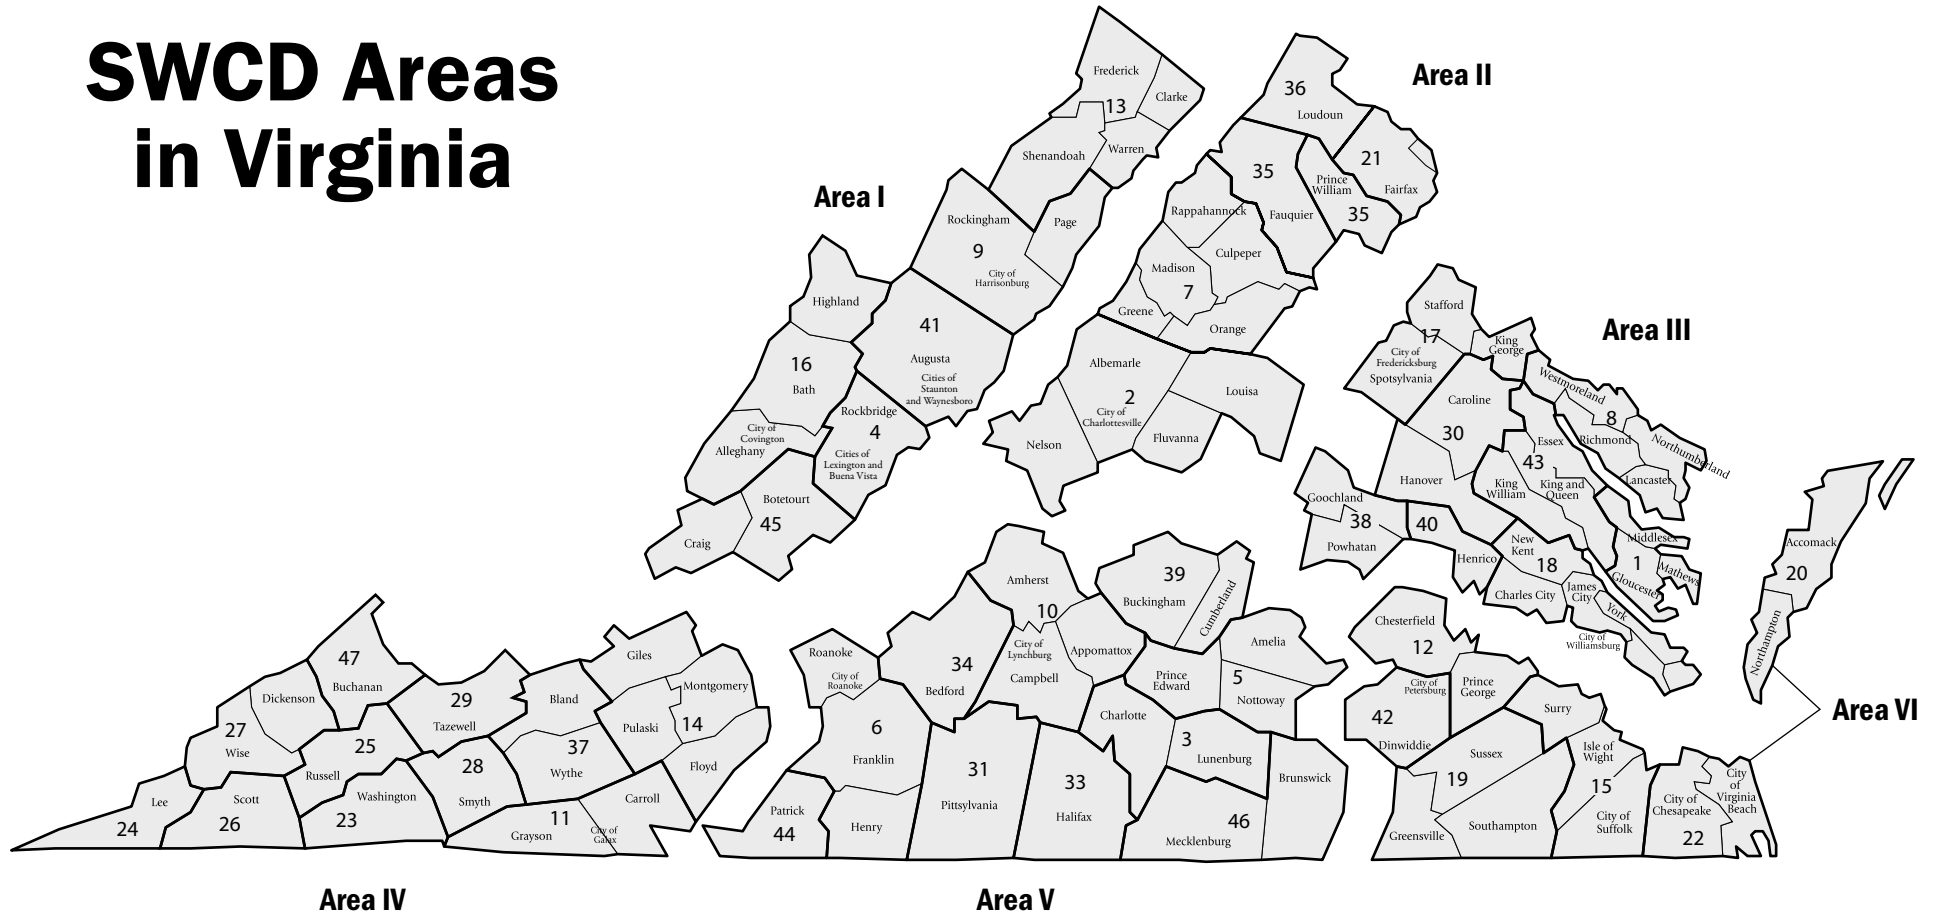 SWCD Areas
in Virginia
Area I
Frederick
13
Clarke
Shenandoah
Warren
Rockingham
Page
9
City of
Harrisonburg
Highland
41
Augusta
Cities of
Staunton
and Waynesboro
16
Bath
Rockbridge
4
Cities of
Lexington and
Buena Vista
City of
Covington
Alleghany
Botetourt
45
Craig
Area II
36
Loudoun
21
Fairfax
35
Fauquier
Prince
William
35
Rappahannock
Culpeper
Madison
7
Greene
Orange
Albemarle
2
City of
Charlottesville
Louisa
Fluvanna
Nelson
Area III
Stafford
17
City of
Fredericksburg
Spotsylvania
King
George
Westmoreland
8
Richmond
Northumberland
Lancaster
Caroline
30
Hanover
Essex
43
King
William
King and
Queen
Goochland
38
Powhatan
40
Henrico
New
Kent
18
Charles City
James
City
York
City of
Williamsburg
Middlesex
1
Gloucester
Mathews
Area IV
47
Buchanan
Dickenson
27
Wise
29
Tazewell
25
Russell
Lee
24
Scott
26
Washington
23
28
Smyth
Bland
37
Wythe
Giles
Montgomery
Pulaski
14
Floyd
Carroll
11
Grayson
City of
Galax
Area V
Roanoke
City of
Roanoke
34
Bedford
Amherst
10
City of
Lynchburg
Campbell
Appomattox
39
Buckingham
Cumberland
Amelia
Prince
Edward
5
Nottoway
Charlotte
3
Lunenburg
Brunswick
6
Franklin
Patrick
44
Henry
31
Pittsylvania
33
Halifax
46
Mecklenburg
Area VI
Accomack
20
Northampton
Chesterfield
12
City of
Petersburg
Prince
George
42
Dinwiddie
Surry
Sussex
19
Isle of
Wight
15
City of
Suffolk
Greensville
Southampton
City of
Chesapeake
22
City
of
Virginia
Beach